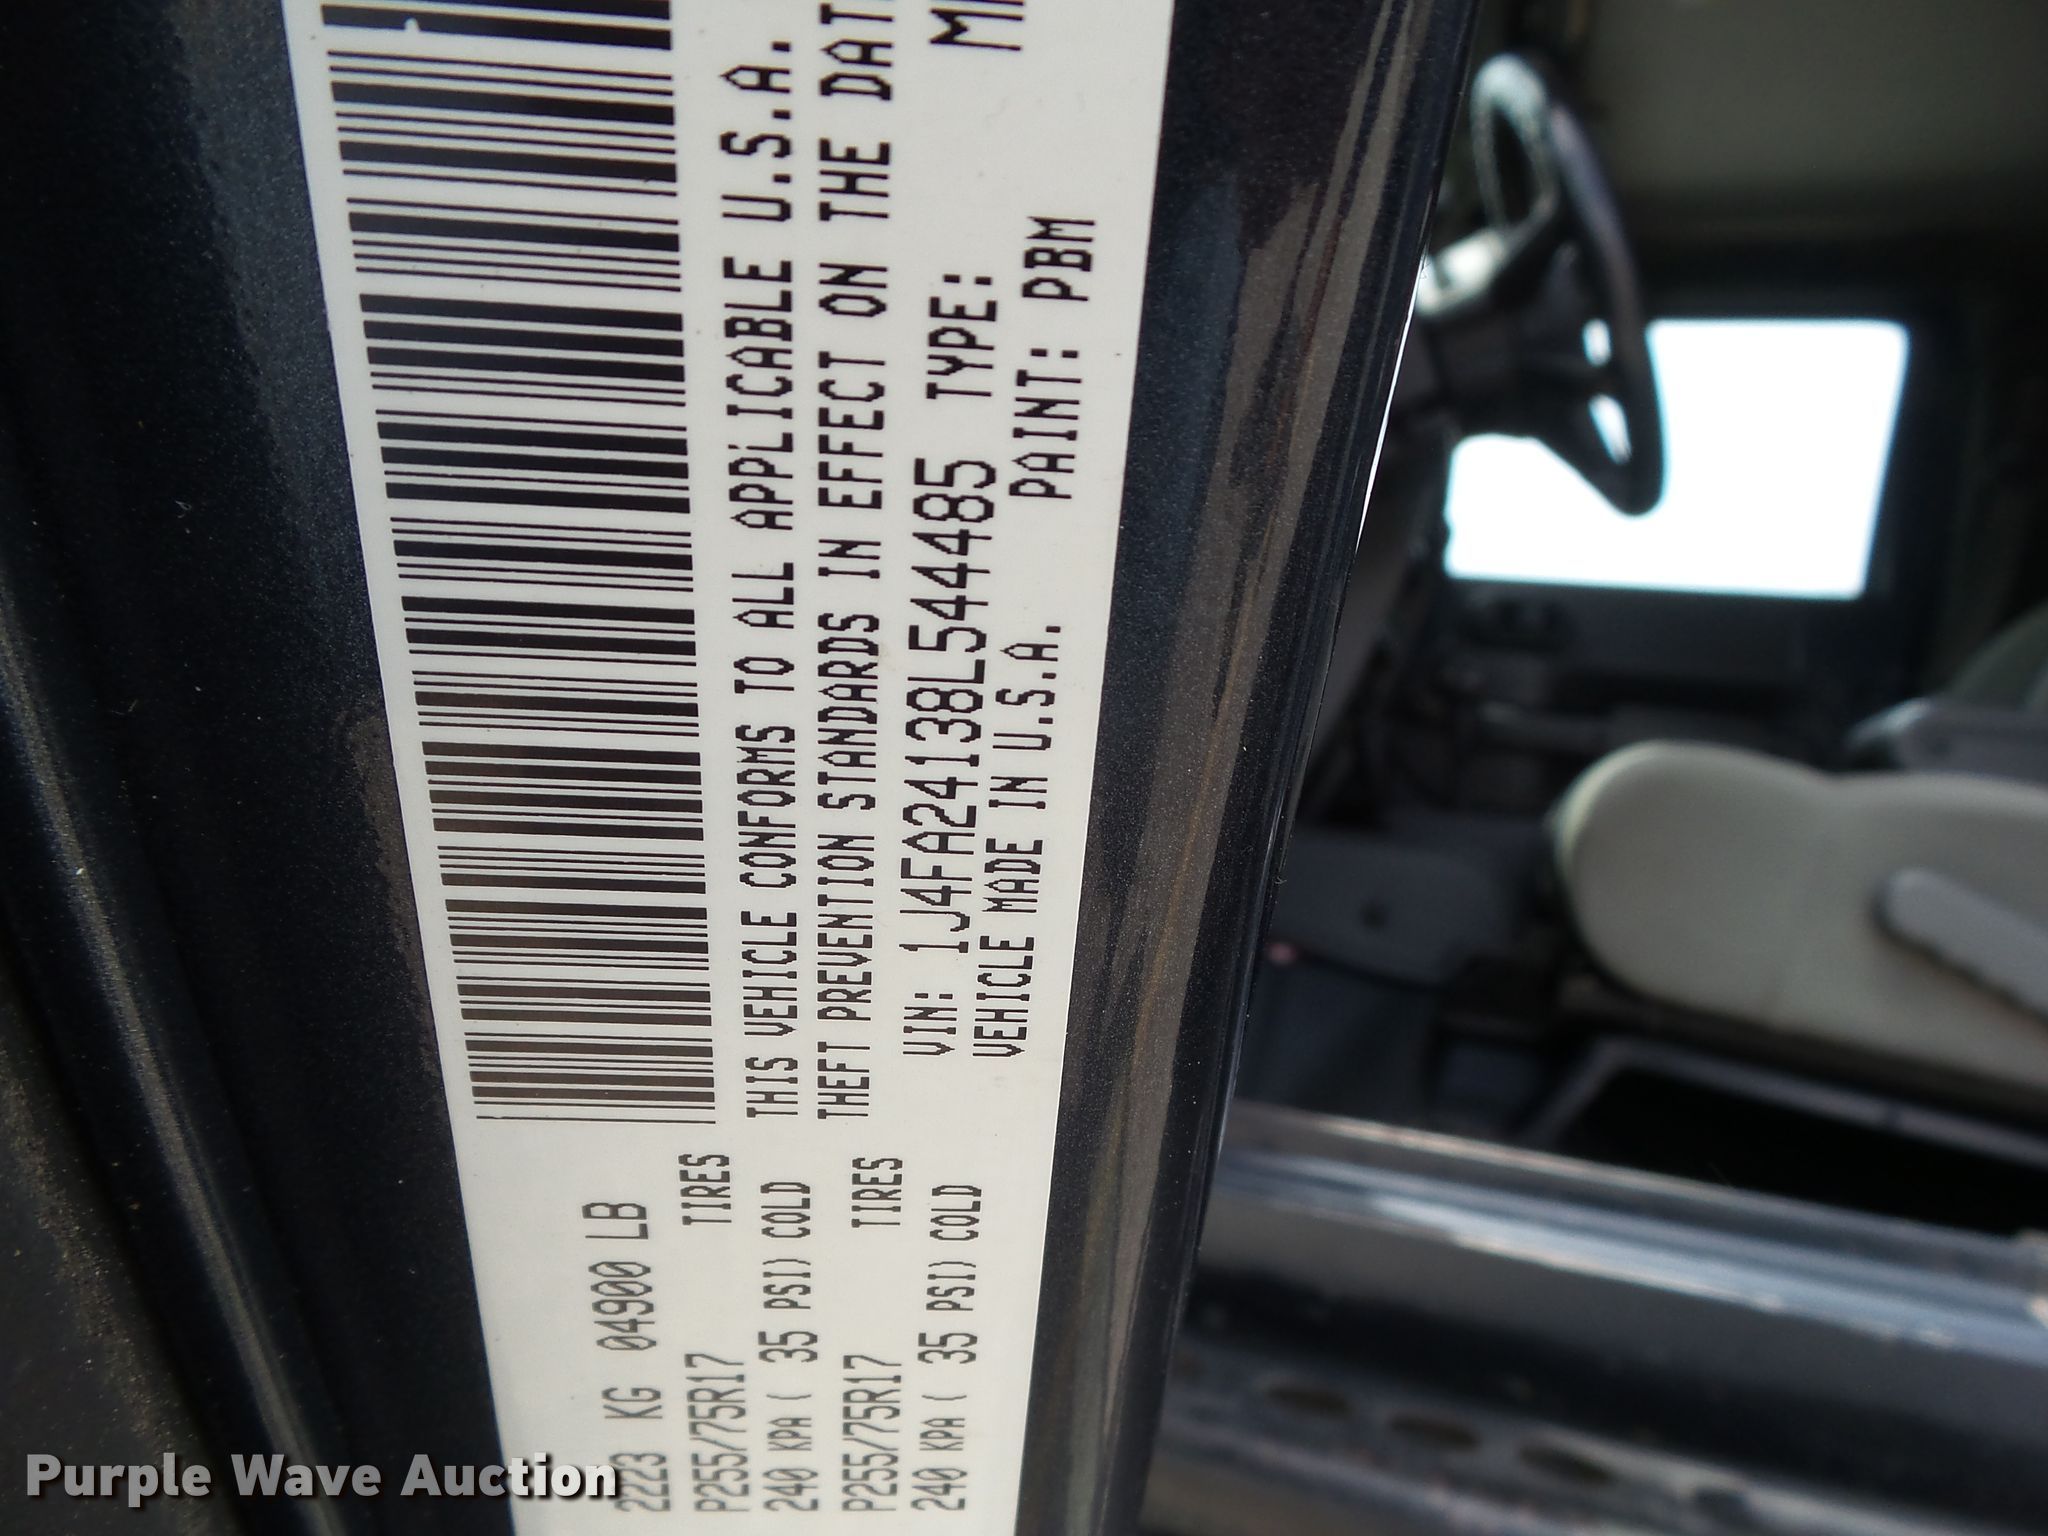 2223 KG 04900 LB
P255/75R17 TIRES
240 KPA ( 35 PSI) COLD
P255/75R17 TIRES
240 KPA ( 35 PSI) COLD
THIS VEHICLE CONFORMS TO ALL APPLICABLE U.S.A.
THEFT PREVENTION STANDARDS IN EFFECT ON THE DAT
VIN: 1J4FA24138L544485 TYPE:
VEHICLE MADE IN U.S.A. PAINT: PBM
Purple Wave Auction